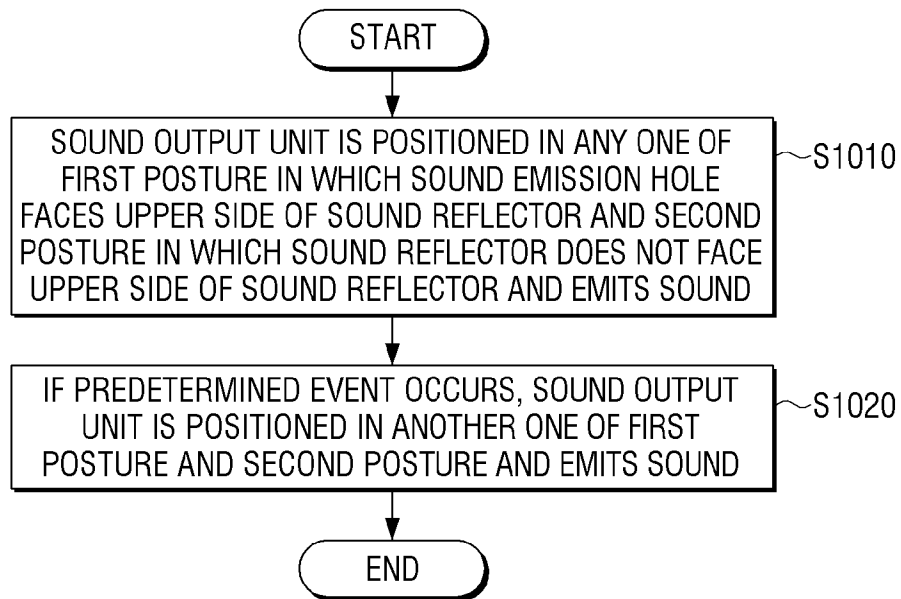 START
SOUND OUTPUT UNIT IS POSITIONED IN ANY ONE OF
FIRST POSTURE IN WHICH SOUND EMISSION HOLE
FACES UPPER SIDE OF SOUND REFLECTOR AND SECOND
POSTURE IN WHICH SOUND REFLECTOR DOES NOT FACE
UPPER SIDE OF SOUND REFLECTOR AND EMITS SOUND
S1010
IF PREDETERMINED EVENT OCCURS, SOUND OUTPUT
UNIT IS POSITIONED IN ANOTHER ONE OF FIRST
POSTURE AND SECOND POSTURE AND EMITS SOUND
S1020
END